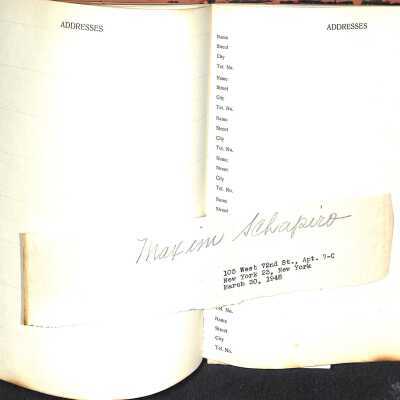 ADDRESSES
ADDRESSES
Name
Street
City
Tel. No.
Name
Street
City
Tel. No.
Name
Street
City
Tel. No.
Name
Street
City
Tel. No.
Name
Street
Maxim Schapiro
105 West 72nd St., Apt. 7-C
New York 23, New York
March 30, 1948
Tel. No.
Name
Street
City
Tel. No.